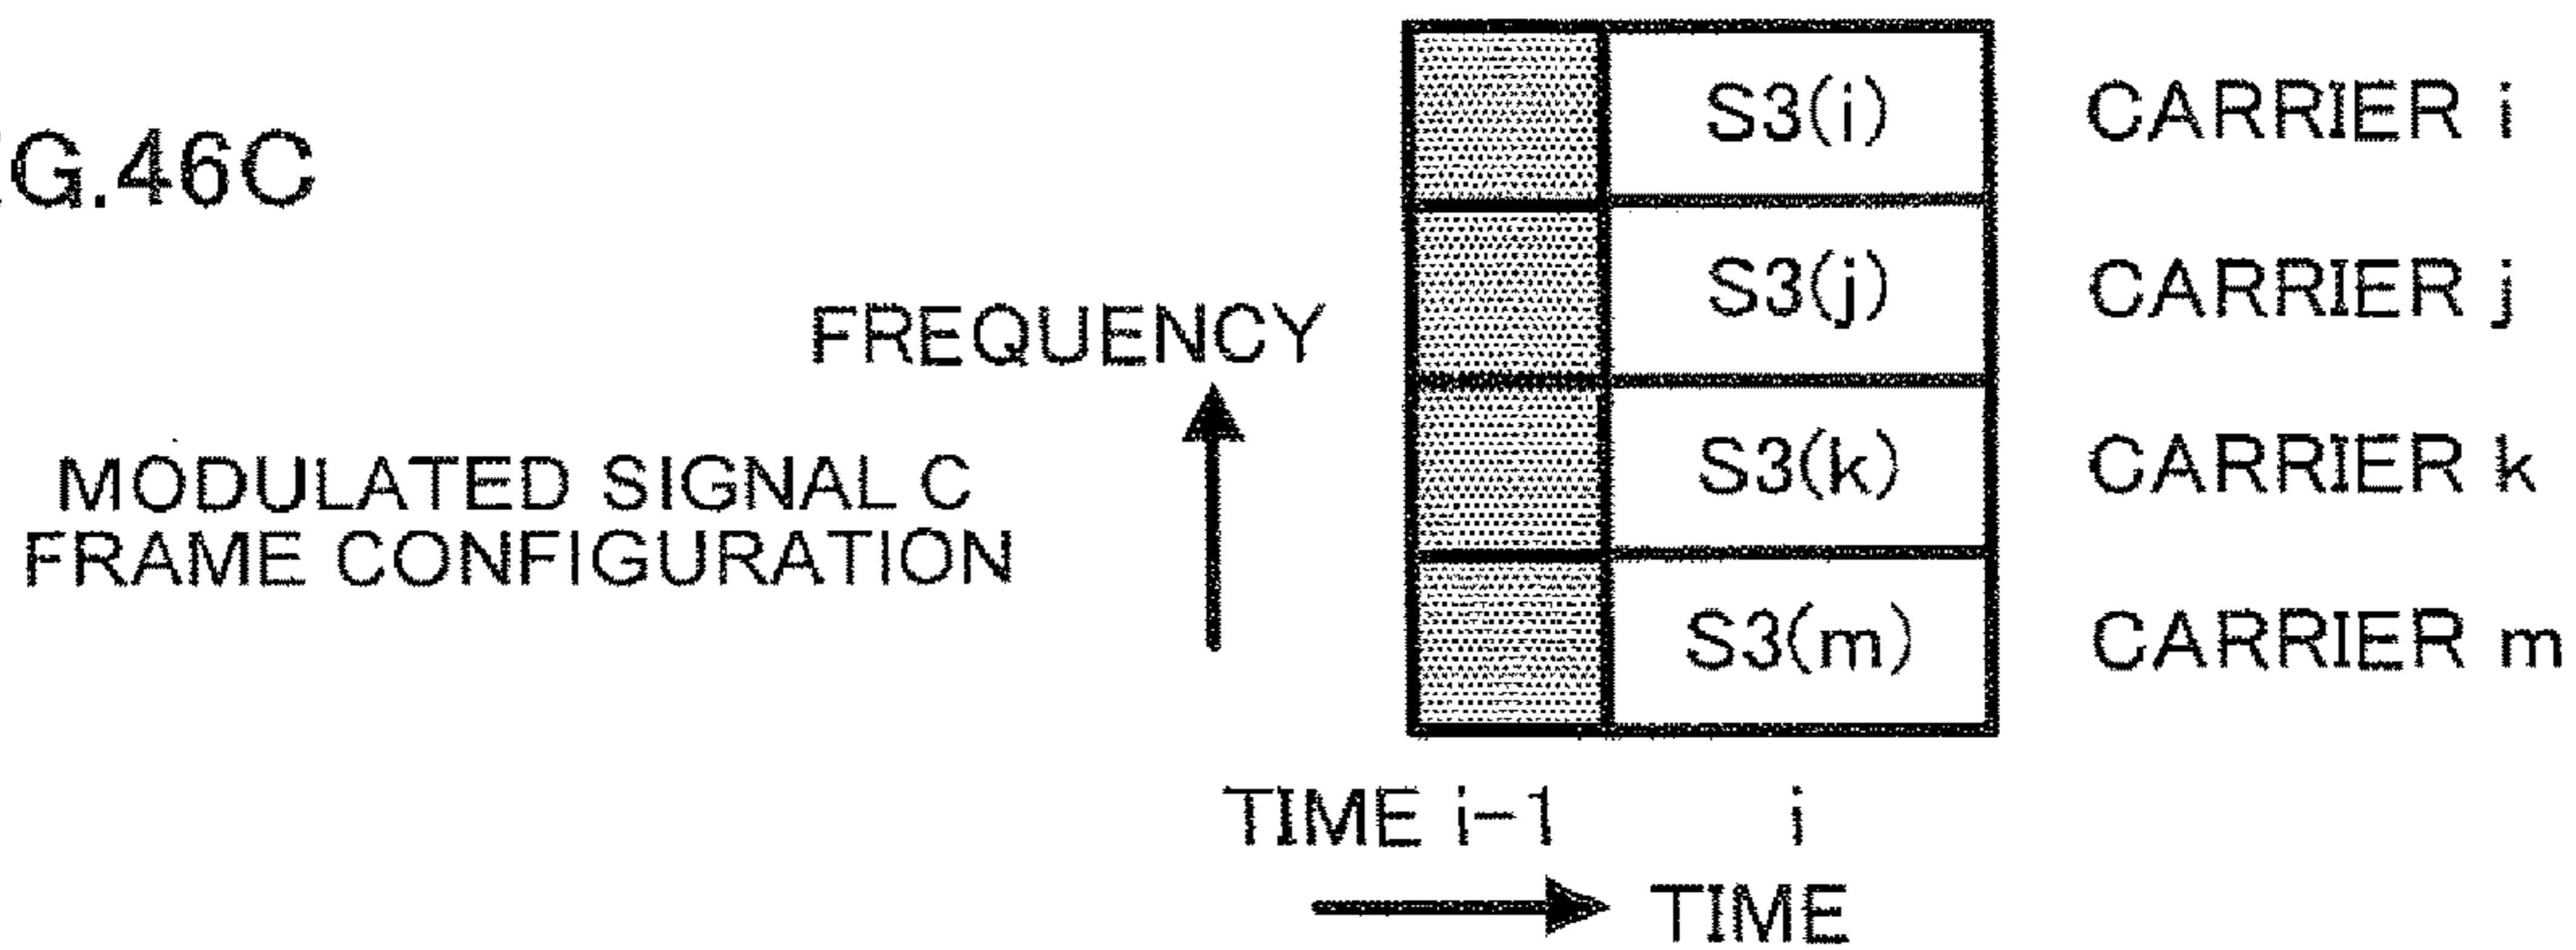 G.46C
S3(i) CARRIER i
S3(j) CARRIER j
FREQUENCY
S3(k) CARRIER k
MODULATED SIGNAL C
FRAME CONFIGURATION
S3(m) CARRIER m
TIME i-1 i
TIME